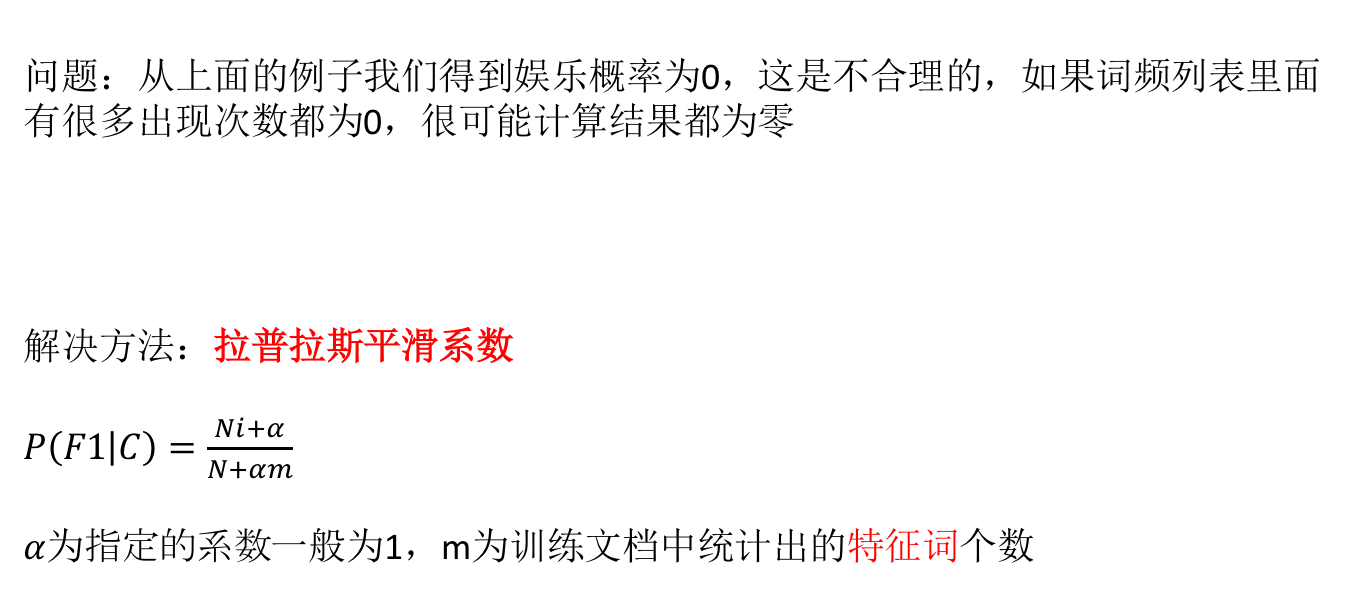 问题：从上面的例子我们得到娱乐概率为0，这是不合理的，如果词频列表里面
有很多出现次数都为0，很可能计算结果都为零
解决方法：拉普拉斯平滑系数
P(F1|C) = \frac{Ni+α}{N+αm}
α为指定的系数一般为1，m为训练文档中统计出的特征词个数